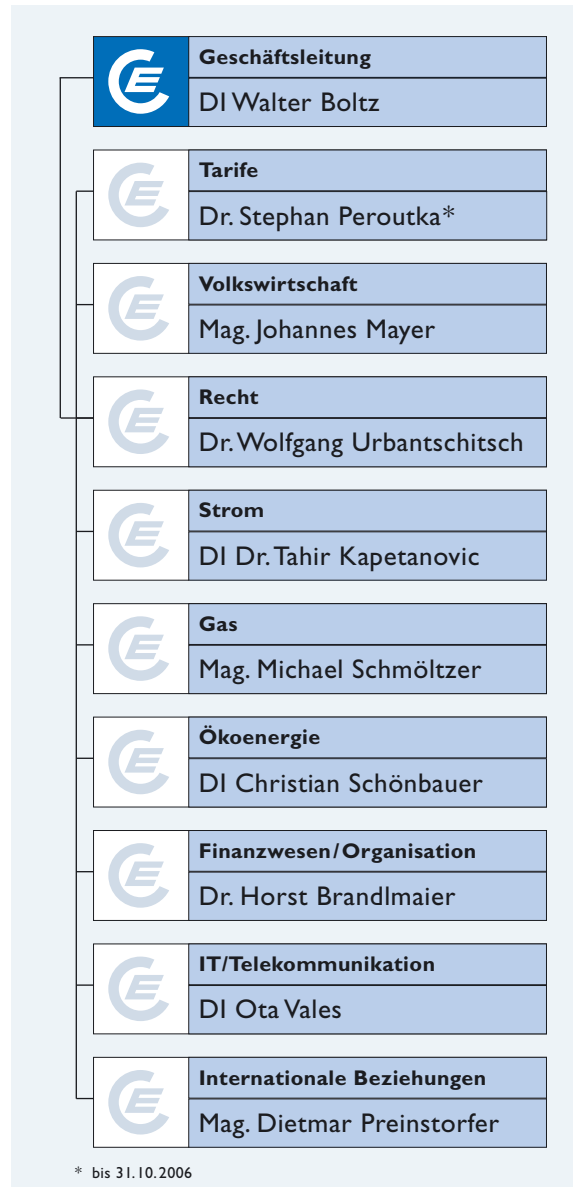 Geschäftsleitung
DI Walter Boltz
Tarife
Dr. Stephan Peroutka*
Volkswirtschaft
Mag. Johannes Mayer
Recht
Dr. Wolfgang Urbantschitsch
Strom
DI Dr. Tahir Kapetanovic
Gas
Mag. Michael Schmöltzer
Ökoenergie
DI Christian Schönbauer
Finanzwesen/Organisation
Dr. Horst Brandlmaier
IT/Telekommunikation
DI Ota Vales
Internationale Beziehungen
Mag. Dietmar Preinstorfer
* bis 31.10.2006